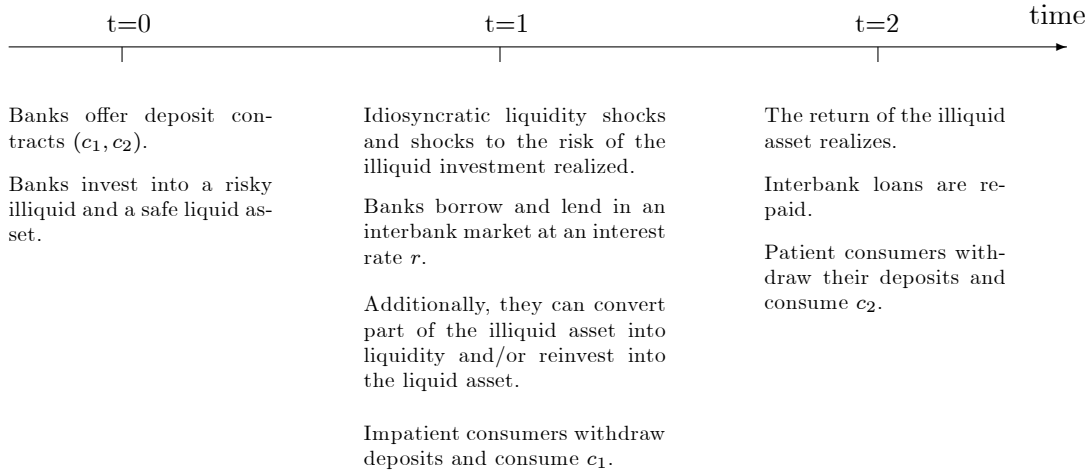 t=0
t=1
t=2
time
Banks offer deposit con-
tracts (c₁, c₂).
Banks invest into a risky
illiquid and a safe liquid as-
set.
Idiosyncratic liquidity shocks
and shocks to the risk of the
illiquid investment realized.
Banks borrow and lend in an
interbank market at an interest
rate r.
Additionally, they can convert
part of the illiquid asset into
liquidity and/or reinvest into
the liquid asset.
Impatient consumers withdraw
deposits and consume c₁.
The return of the illiquid
asset realizes.
Interbank loans are re-
paid.
Patient consumers with-
draw their deposits and
consume c₂.